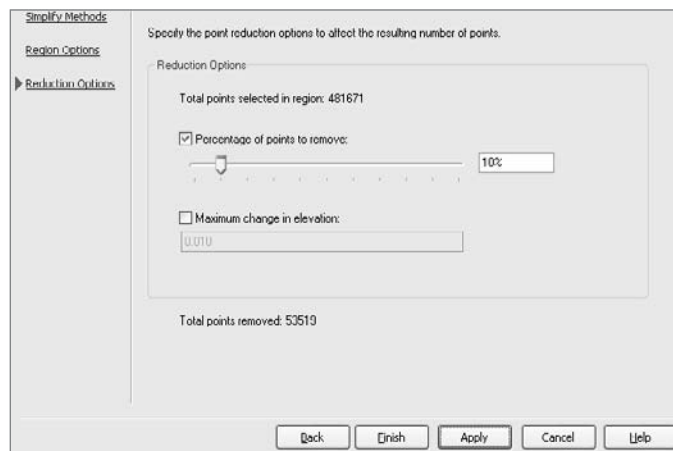 Simplify Methods
Region Options
Reduction Options
Specify the point reduction options to affect the resulting number of points.
Reduction Options
Total points selected in region: 481671
Percentage of points to remove:
10%
Maximum change in elevation:
0.010
Total points removed: 53519
Back
Finish
Apply
Cancel
Help